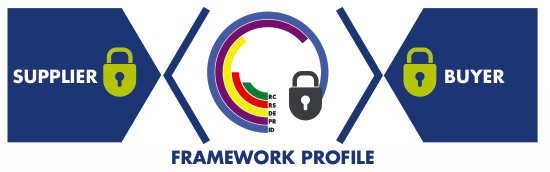 SUPPLIER
BUYER
RC
RS
DE
PR
ID
FRAMEWORK PROFILE